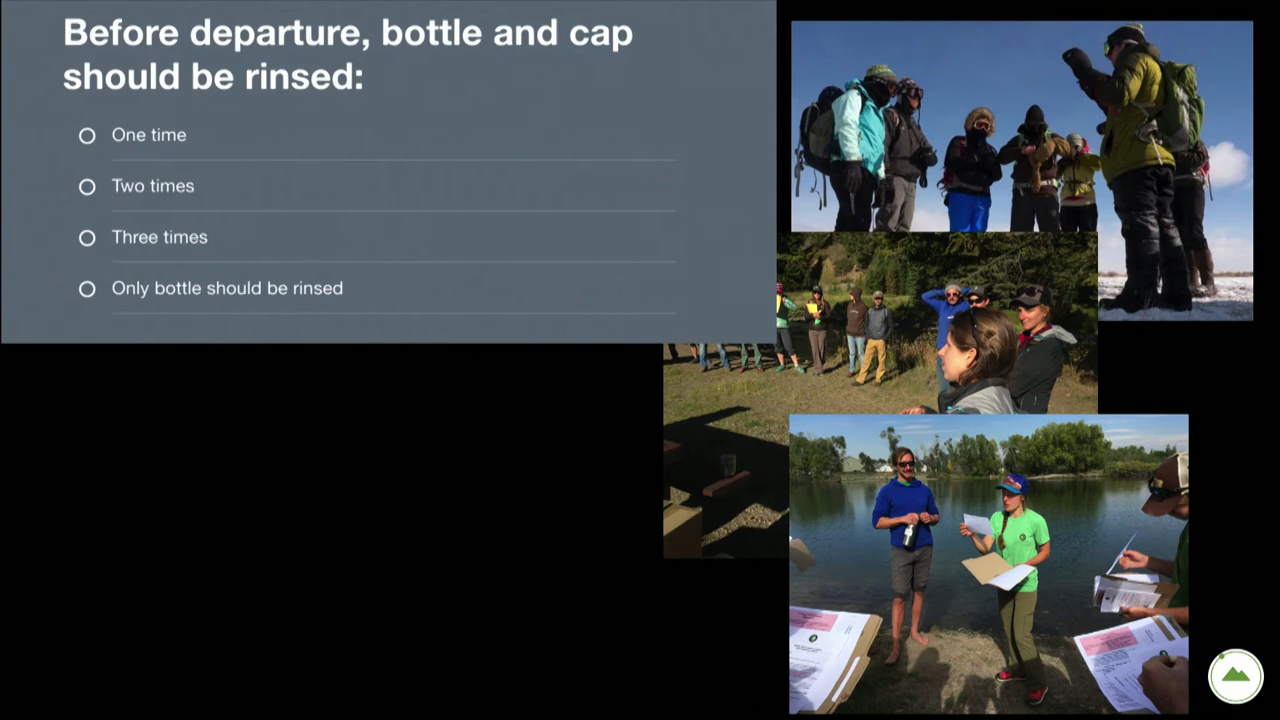 Before departure, bottle and cap
should be rinsed:
One time
Two times
Three times
Only bottle should be rinsed